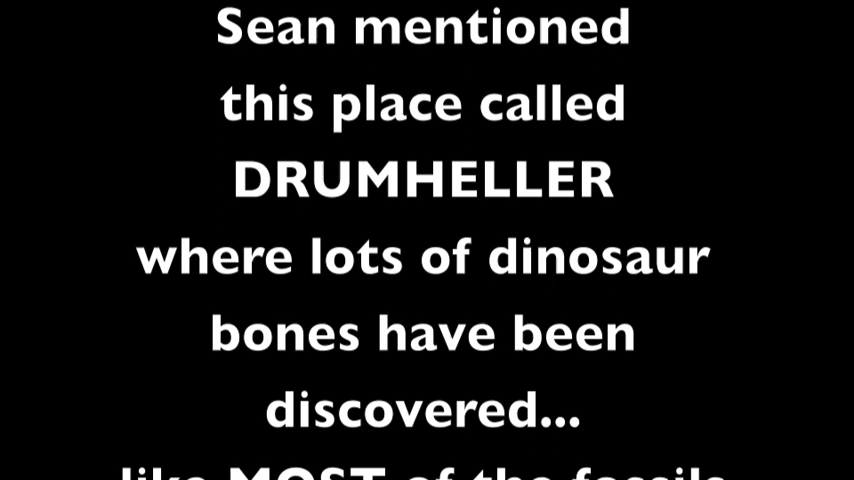 Sean mentioned
this place called
DRUMHELLER
where lots of dinosaur
bones have been
discovered...
like MOST of the fossils